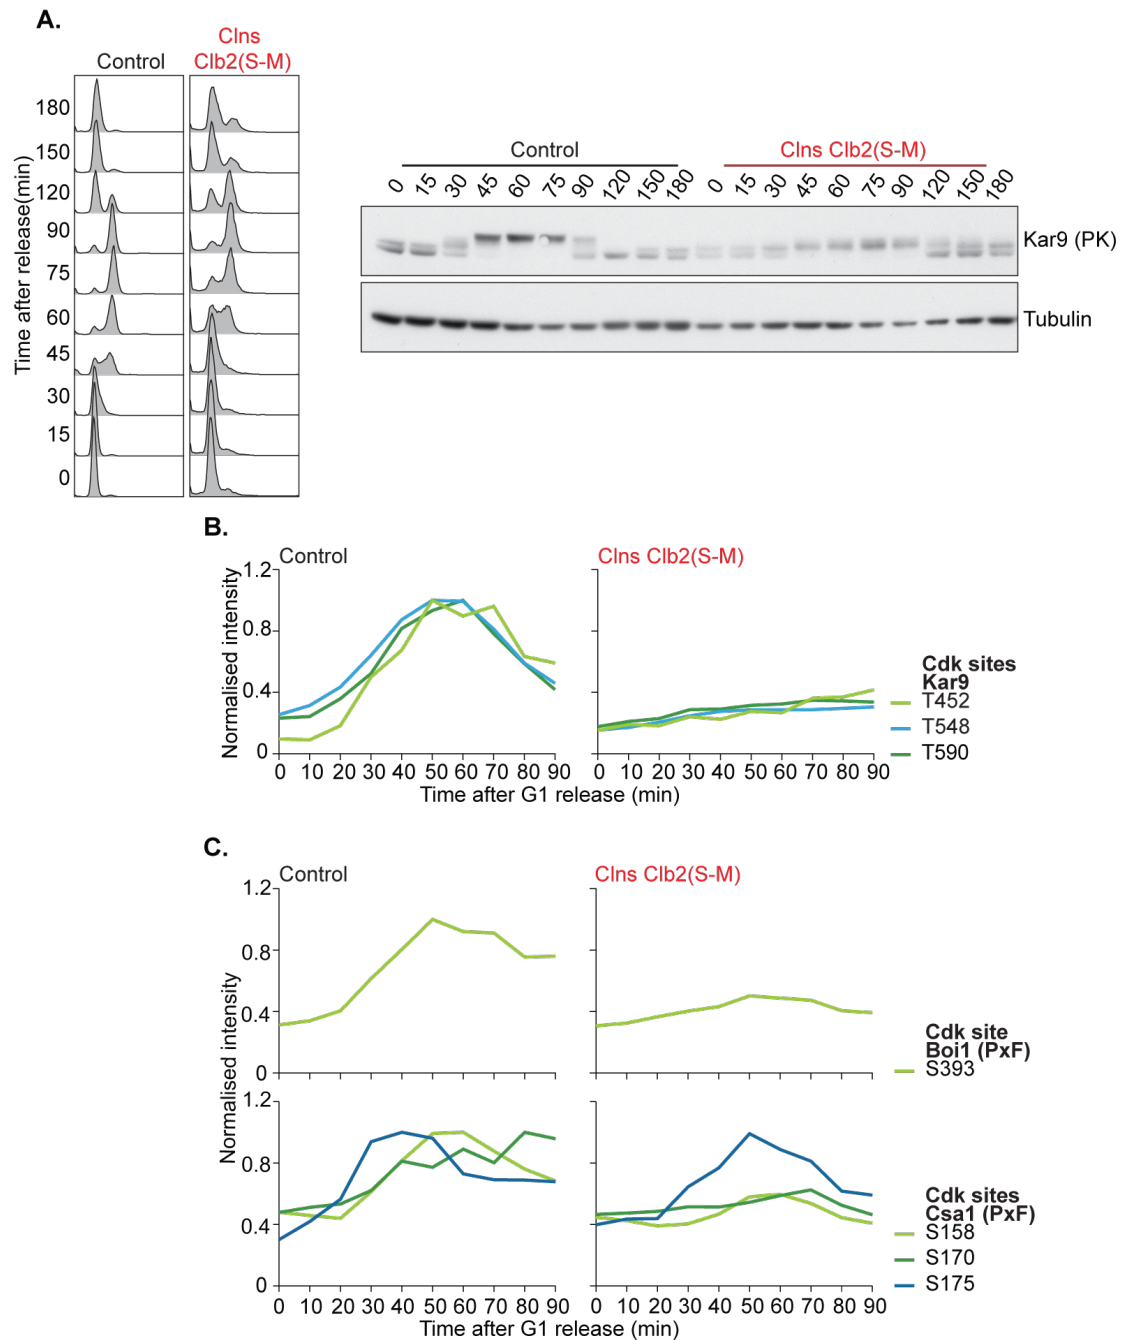 A.
Control
Clns
Clb2(S-M)
Time after release(min)
180
150
120
90
75
60
45
30
15
0
Control
Clns Clb2(S-M)
0 15 30 45 60 75 90 120 150 180 0 15 30 45 60 75 90 120 150 180
Kar9 (PK)
Tubulin
B.
Control
Clns Clb2(S-M)
Normalised intensity
1.2
0.8
0.4
0
0 10 20 30 40 50 60 70 80 90
0 10 20 30 40 50 60 70 80 90
Time after G1 release (min)
Cdk sites
Kar9
T452
T548
T590
C.
Control
Clns Clb2(S-M)
Normalised intensity
1.2
0.8
0.4
0
Cdk site
Boi1 (PxF)
S393
1.2
0.8
0.4
0
0 10 20 30 40 50 60 70 80 90
0 10 20 30 40 50 60 70 80 90
Time after G1 release (min)
Cdk sites
Csa1 (PxF)
S158
S170
S175